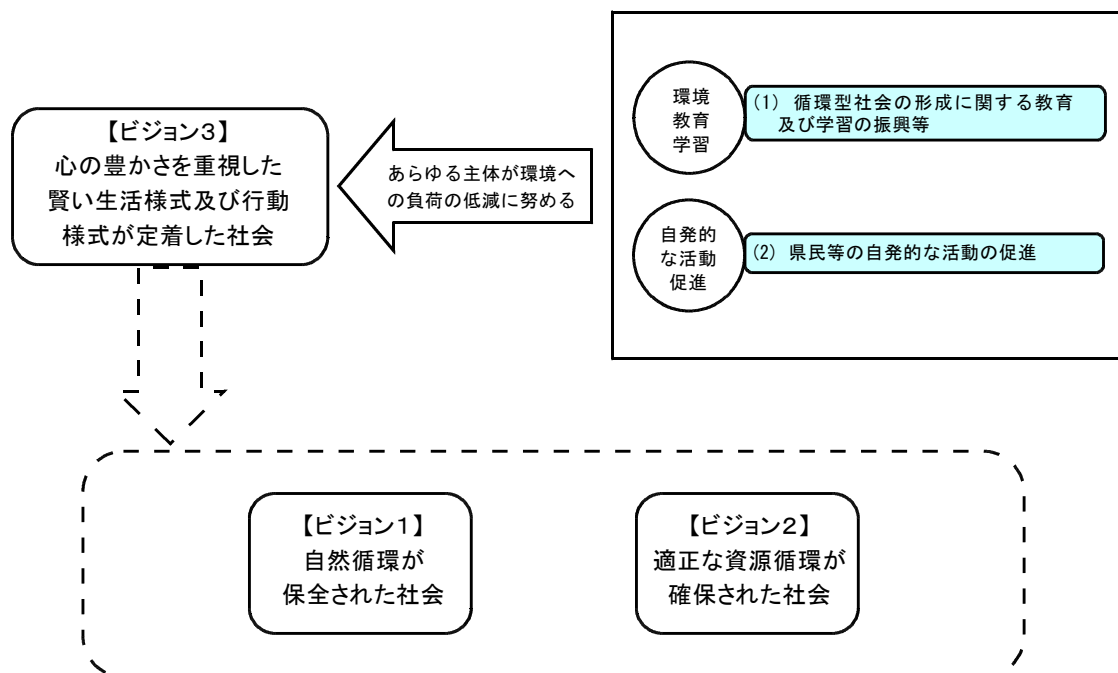 【ビジョン3】
心の豊かさを重視した
賢い生活様式及び行動
様式が定着した社会
あらゆる主体が環境へ
の負荷の低減に努める
環境
教育
学習
(1) 循環型社会の形成に関する教育
及び学習の振興等
自発的
な活動
促進
(2) 県民等の自発的な活動の促進
【ビジョン1】
自然循環が
保全された社会
【ビジョン2】
適正な資源循環が
確保された社会